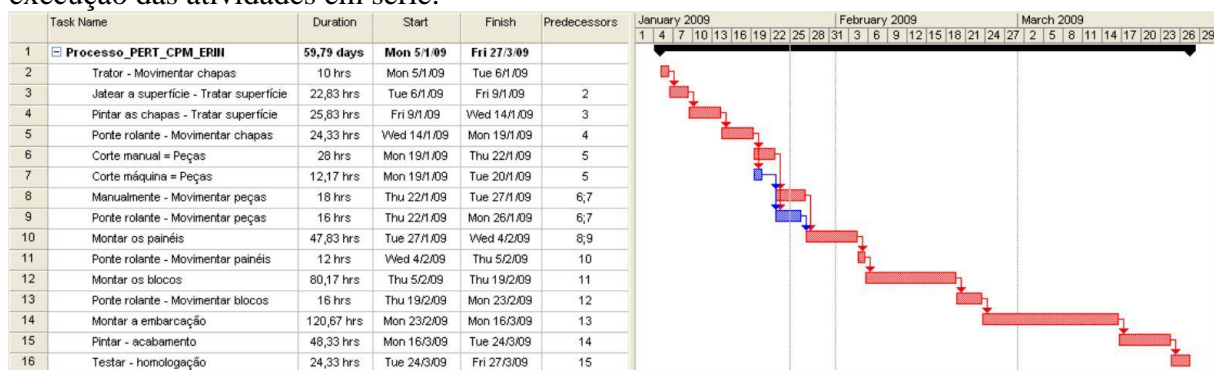 execução das atividades em série.
Task Name Duration Start Finish Predecessors January 2009 February 2009 March 2009
1 4 7 10 13 16 19 22 25 28 31 3 6 9 12 15 18 21 24 27 2 5 8 11 14 17 20 23 26 29
1 Processo_PERT_CPM_ERIN 59,79 days Mon 5/1/09 Fri 27/3/09
2 Trator - Movimentar chapas 10 hrs Mon 5/1/09 Tue 6/1/09
3 Jatear a superfície - Tratar superfície 22,83 hrs Tue 6/1/09 Fri 9/1/09 2
4 Pintar as chapas - Tratar superfície 25,83 hrs Fri 9/1/09 Wed 14/1/09 3
5 Ponte rolante - Movimentar chapas 24,33 hrs Wed 14/1/09 Mon 19/1/09 4
6 Corte manual = Peças 28 hrs Mon 19/1/09 Thu 22/1/09 5
7 Corte máquina = Peças 12,17 hrs Mon 19/1/09 Tue 20/1/09 5
8 Manualmente - Movimentar peças 18 hrs Thu 22/1/09 Tue 27/1/09 6;7
9 Ponte rolante - Movimentar peças 16 hrs Thu 22/1/09 Mon 26/1/09 6;7
10 Montar os painéis 47,83 hrs Tue 27/1/09 Wed 4/2/09 8;9
11 Ponte rolante - Movimentar painéis 12 hrs Wed 4/2/09 Thu 5/2/09 10
12 Montar os blocos 80,17 hrs Thu 5/2/09 Thu 19/2/09 11
13 Ponte rolante - Movimentar blocos 16 hrs Thu 19/2/09 Mon 23/2/09 12
14 Montar a embarcação 120,67 hrs Mon 23/2/09 Mon 16/3/09 13
15 Pintar - acabamento 48,33 hrs Mon 16/3/09 Tue 24/3/09 14
16 Testar - homologação 24,33 hrs Tue 24/3/09 Fri 27/3/09 15